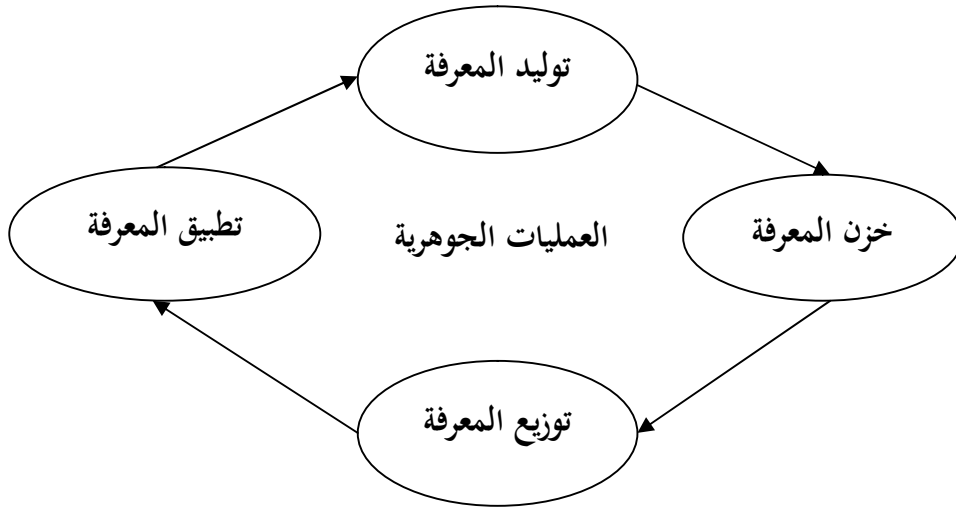 توليد المعرفة
خزن المعرفة
العمليات الجوهرية
تطبيق المعرفة
توزيع المعرفة